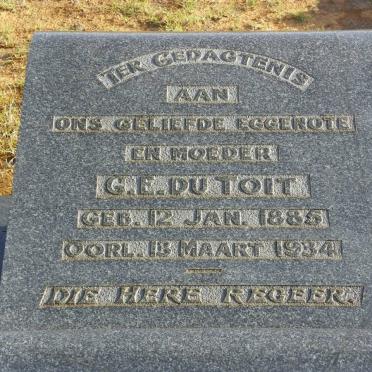 TER GEDAGTENIS
AAN
ONS GELIEFDE EGGENOTE
EN MOEDER
G.E. DU TOIT
GEB. 12 JAN. 1885
OORL. 13 MAART 1934
DIE HERE REGEER.